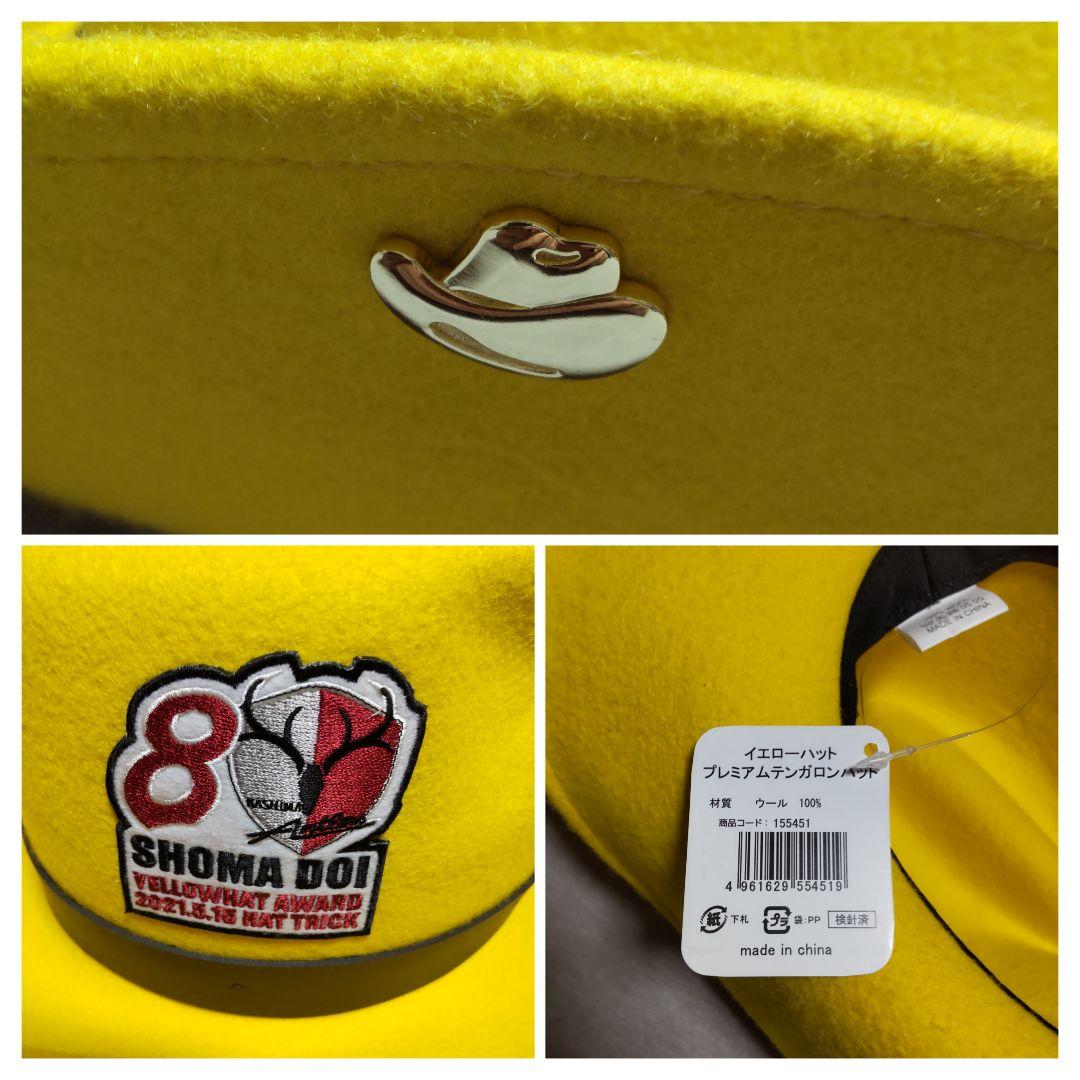 8
KASHIMA
Antlers
SHOMA DOI
YELLOWHAT AWARD
2021.5.15 HAT TRICK
MADE IN CHINA
イエローハット
プレミアムテンガロンハット
材質 ウール 100%
商品コード: 155451
4 961629 554519
紙 下札 プラ 袋:PP 検針済
made in china